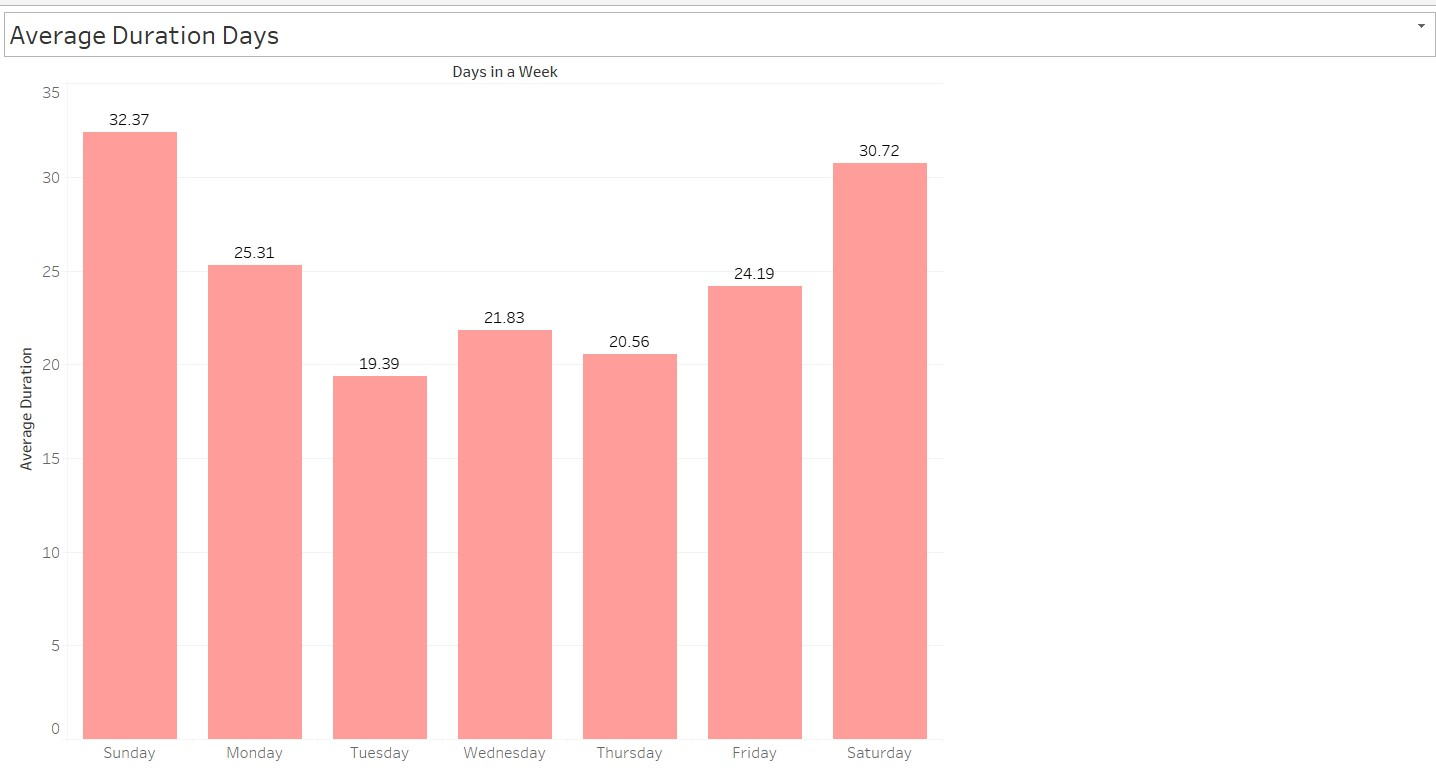 Average Duration Days
Days in a Week
Average Duration
35
30
25
20
15
10
5
0
32.37
25.31
19.39
21.83
20.56
24.19
30.72
Sunday
Monday
Tuesday
Wednesday
Thursday
Friday
Saturday